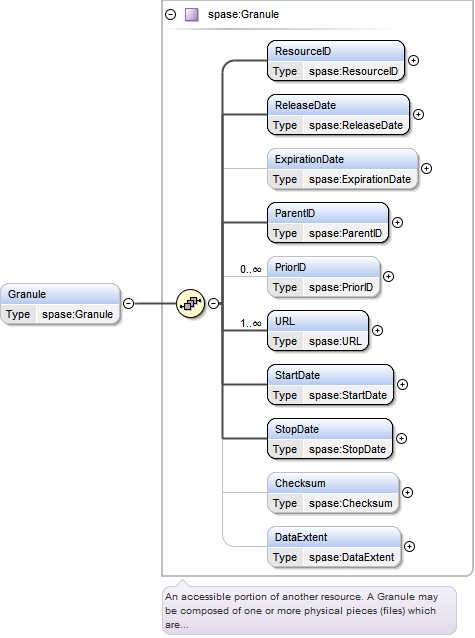 spase:Granule
ResourceID
Type spase:ResourceID
ReleaseDate
Type spase:ReleaseDate
ExpirationDate
Type spase:ExpirationDate
ParentID
Type spase:ParentID
0..∞
PriorID
Type spase:PriorID
Granule
Type spase:Granule
1..∞
URL
Type spase:URL
StartDate
Type spase:StartDate
StopDate
Type spase:StopDate
Checksum
Type spase:Checksum
DataExtent
Type spase:DataExtent
An accessible portion of another resource. A Granule may
be composed of one or more physical pieces (files) which
are...